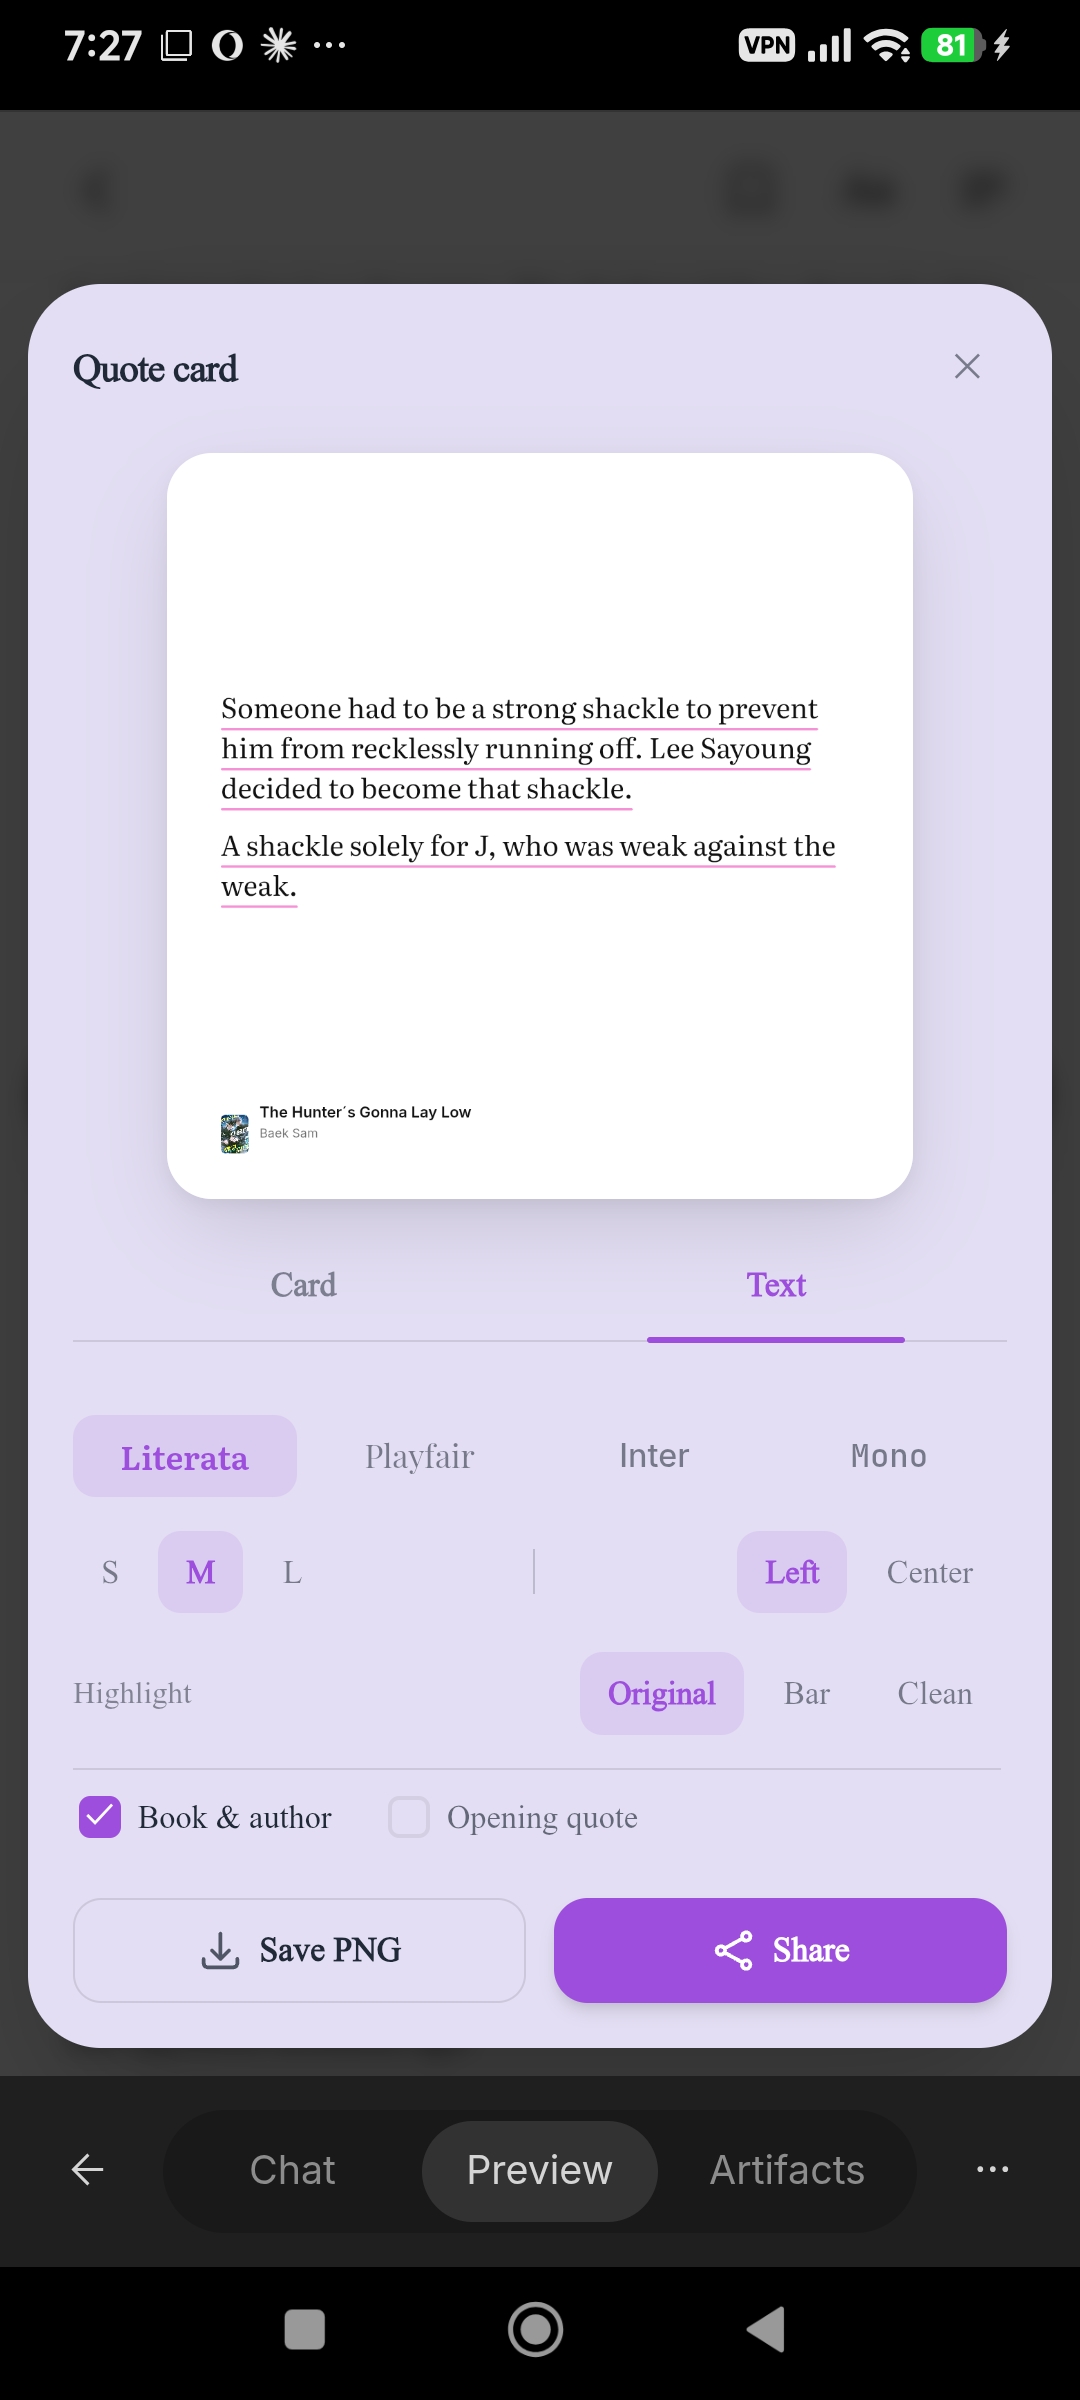 7:27
VPN
81
Quote card
Someone had to be a strong shackle to prevent
him from recklessly running off. Lee Sayoung
decided to become that shackle.
A shackle solely for J, who was weak against the
weak.
The Hunter´s Gonna Lay Low
Baek Sam
Card Text
Literata Playfair Inter Mono
S M L Left Center
Highlight Original Bar Clean
Book & author Opening quote
Save PNG Share
Chat Preview Artifacts